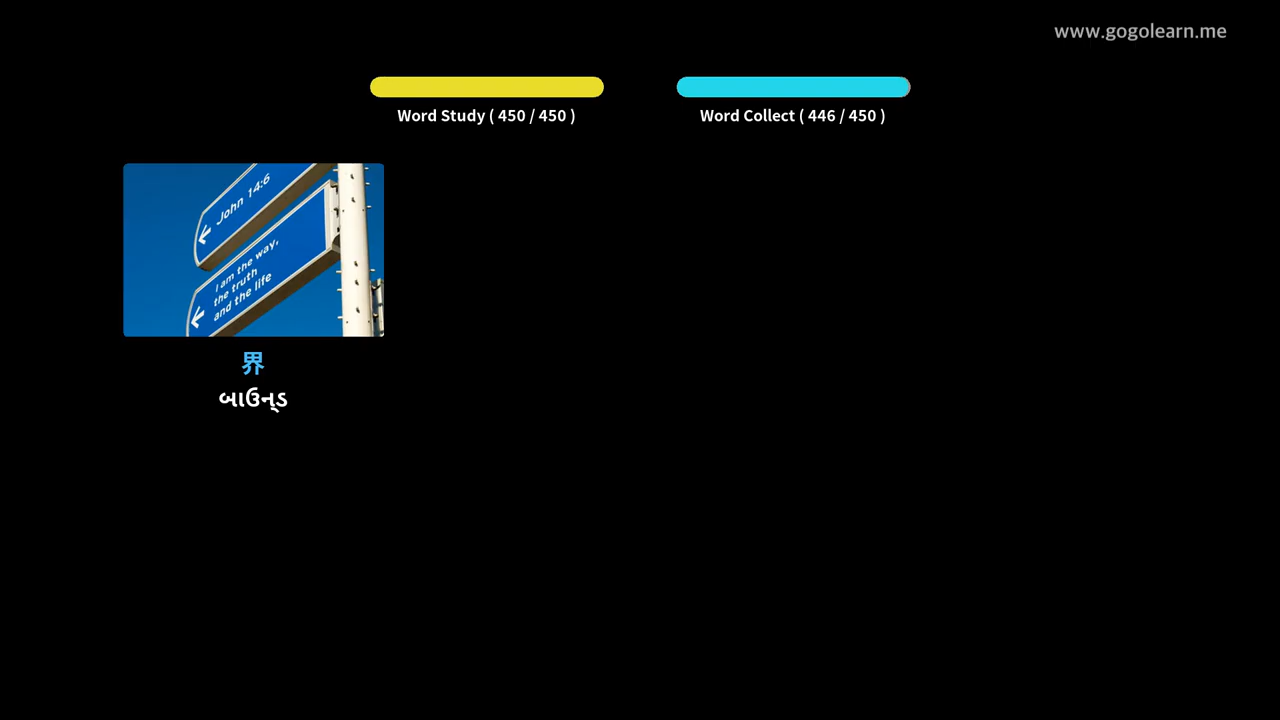 www.gogolearn.me
Word Study ( 450 / 450 )
Word Collect ( 446 / 450 )
John 14:6
I am the way,
the truth
and the life
界
બાઉન્ડ